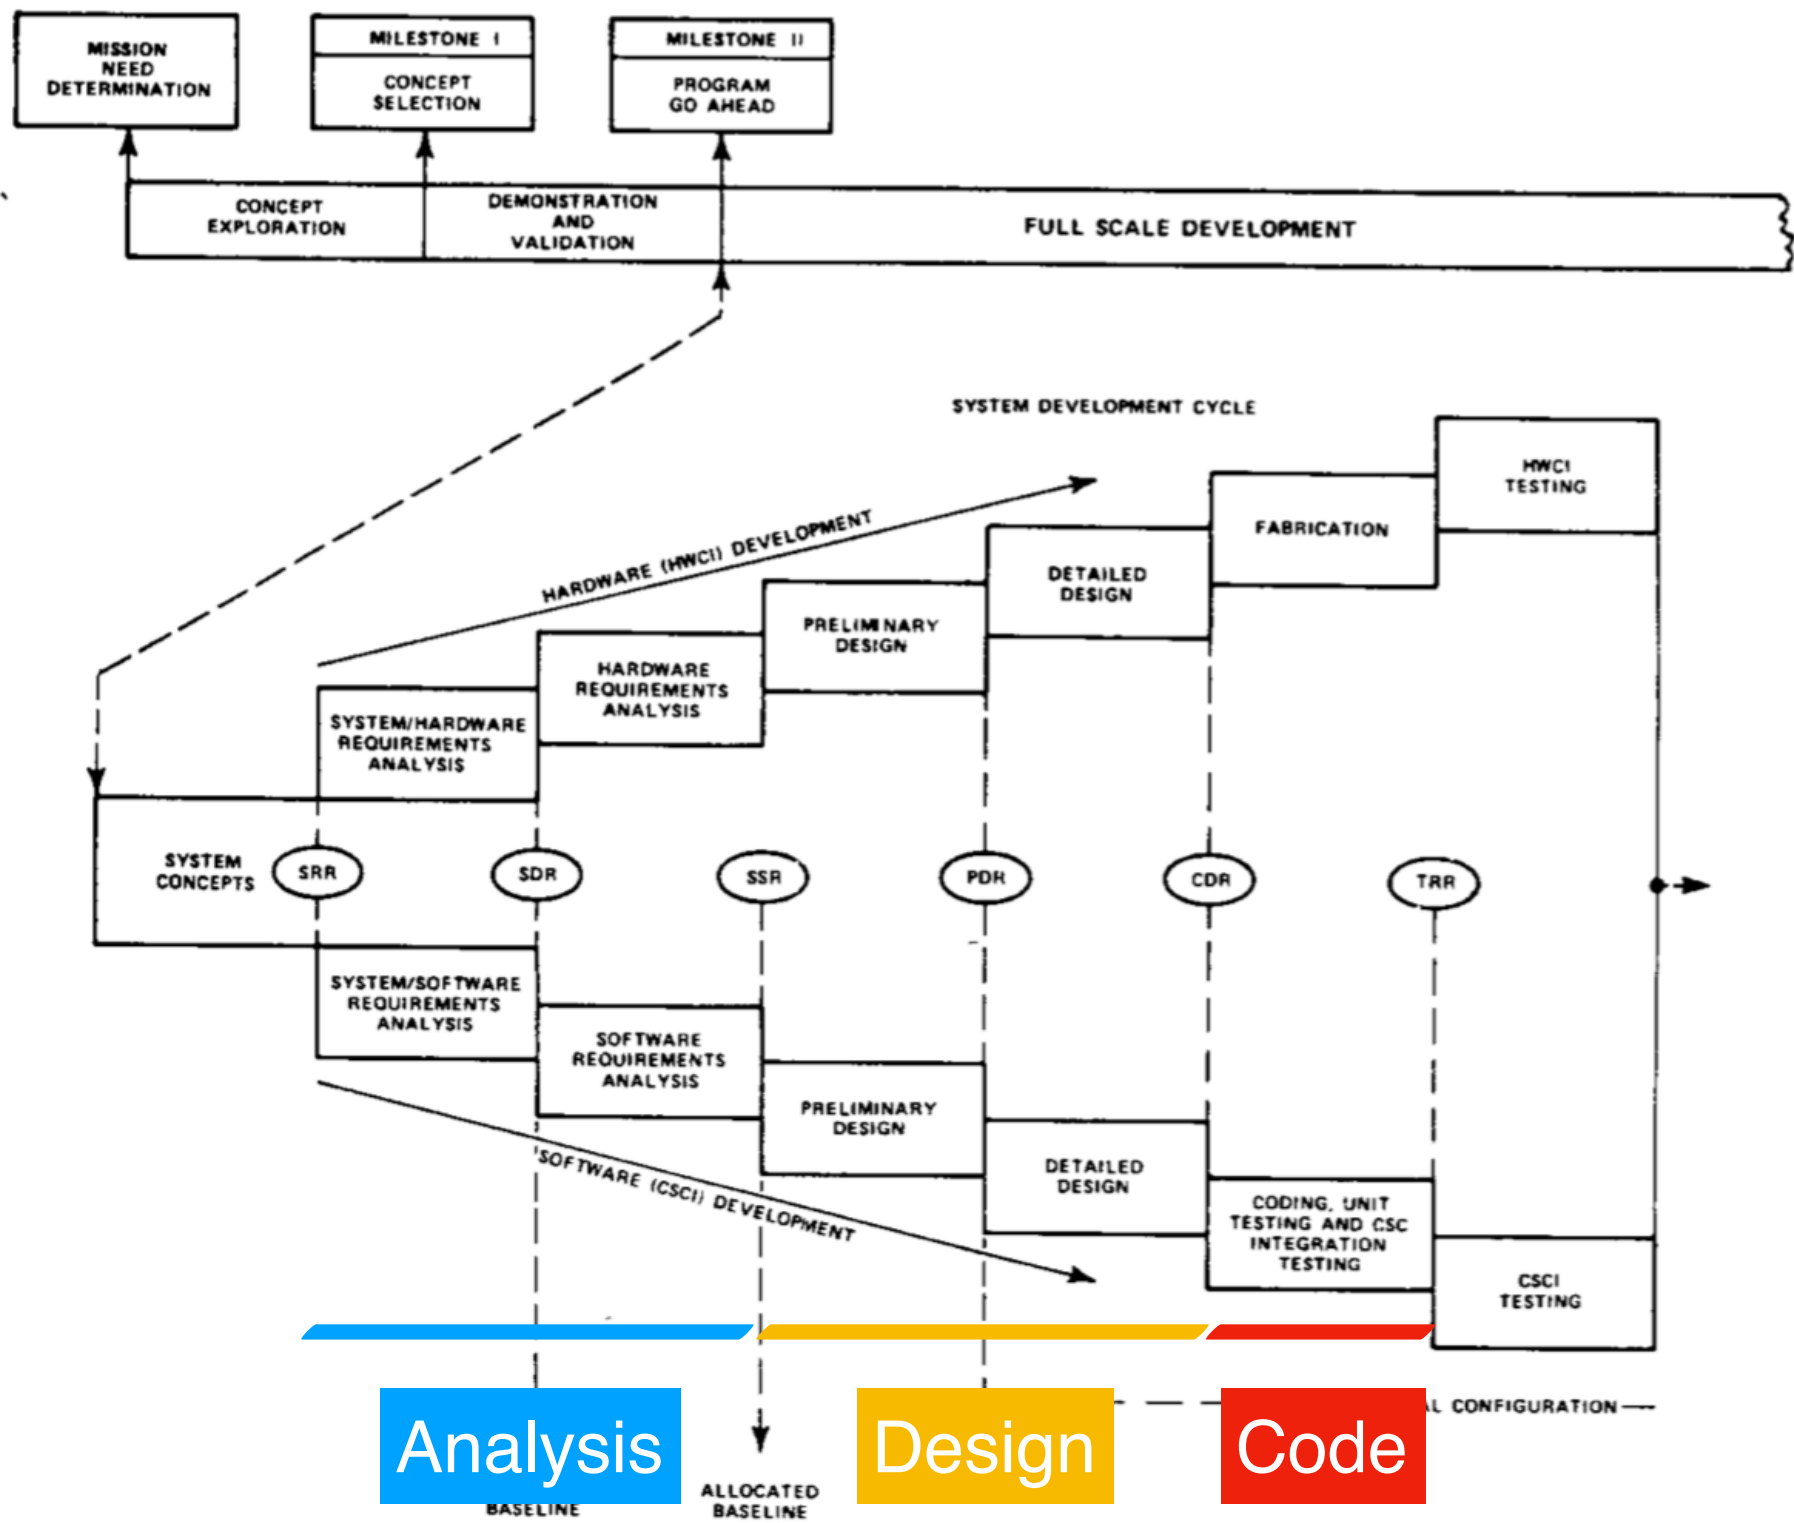 MISSION
NEED
DETERMINATION
MILESTONE I
CONCEPT
SELECTION
MILESTONE II
PROGRAM
GO AHEAD
CONCEPT
EXPLORATION
DEMONSTRATION
AND
VALIDATION
FULL SCALE DEVELOPMENT
SYSTEM DEVELOPMENT CYCLE
HARDWARE (HWCI) DEVELOPMENT
HWCI
TESTING
FABRICATION
DETAILED
DESIGN
PRELIMINARY
DESIGN
HARDWARE
REQUIREMENTS
ANALYSIS
SYSTEM/HARDWARE
REQUIREMENTS
ANALYSIS
SYSTEM
CONCEPTS
SRR
SDR
SSR
PDR
CDR
TRR
SYSTEM/SOFTWARE
REQUIREMENTS
ANALYSIS
SOFTWARE
REQUIREMENTS
ANALYSIS
PRELIMINARY
DESIGN
DETAILED
DESIGN
CODING, UNIT
TESTING AND CSC
INTEGRATION
TESTING
CSCI
TESTING
SOFTWARE (CSCI) DEVELOPMENT
Analysis
Design
Code
CONFIGURATION
BASELINE
ALLOCATED
BASELINE